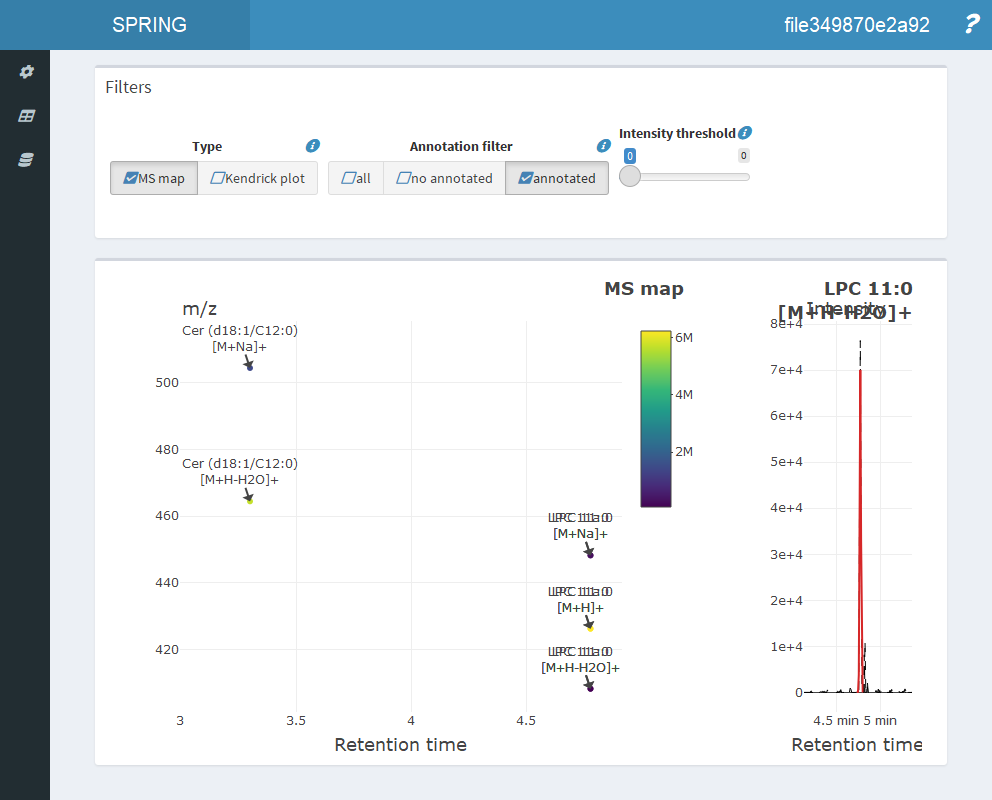 SPRING
file349870e2a92
?
Filters
Type
Annotation filter
Intensity threshold
MS map
Kendrick plot
all
no annotated
annotated
0
0
MS map
LPC 11:0
[M+H-H2O]+
m/z
Intensity
Cer (d18:1/C12:0)
[M+Na]+
Cer (d18:1/C12:0)
[M+H-H2O]+
LPC 11:0
[M+Na]+
LPC 11:0
[M+H]+
LPC 11:0
[M+H-H2O]+
500
480
460
440
420
3
3.5
4
4.5
Retention time
6M
4M
2M
8e+4
7e+4
6e+4
5e+4
4e+4
3e+4
2e+4
1e+4
0
4.5 min
5 min
Retention time